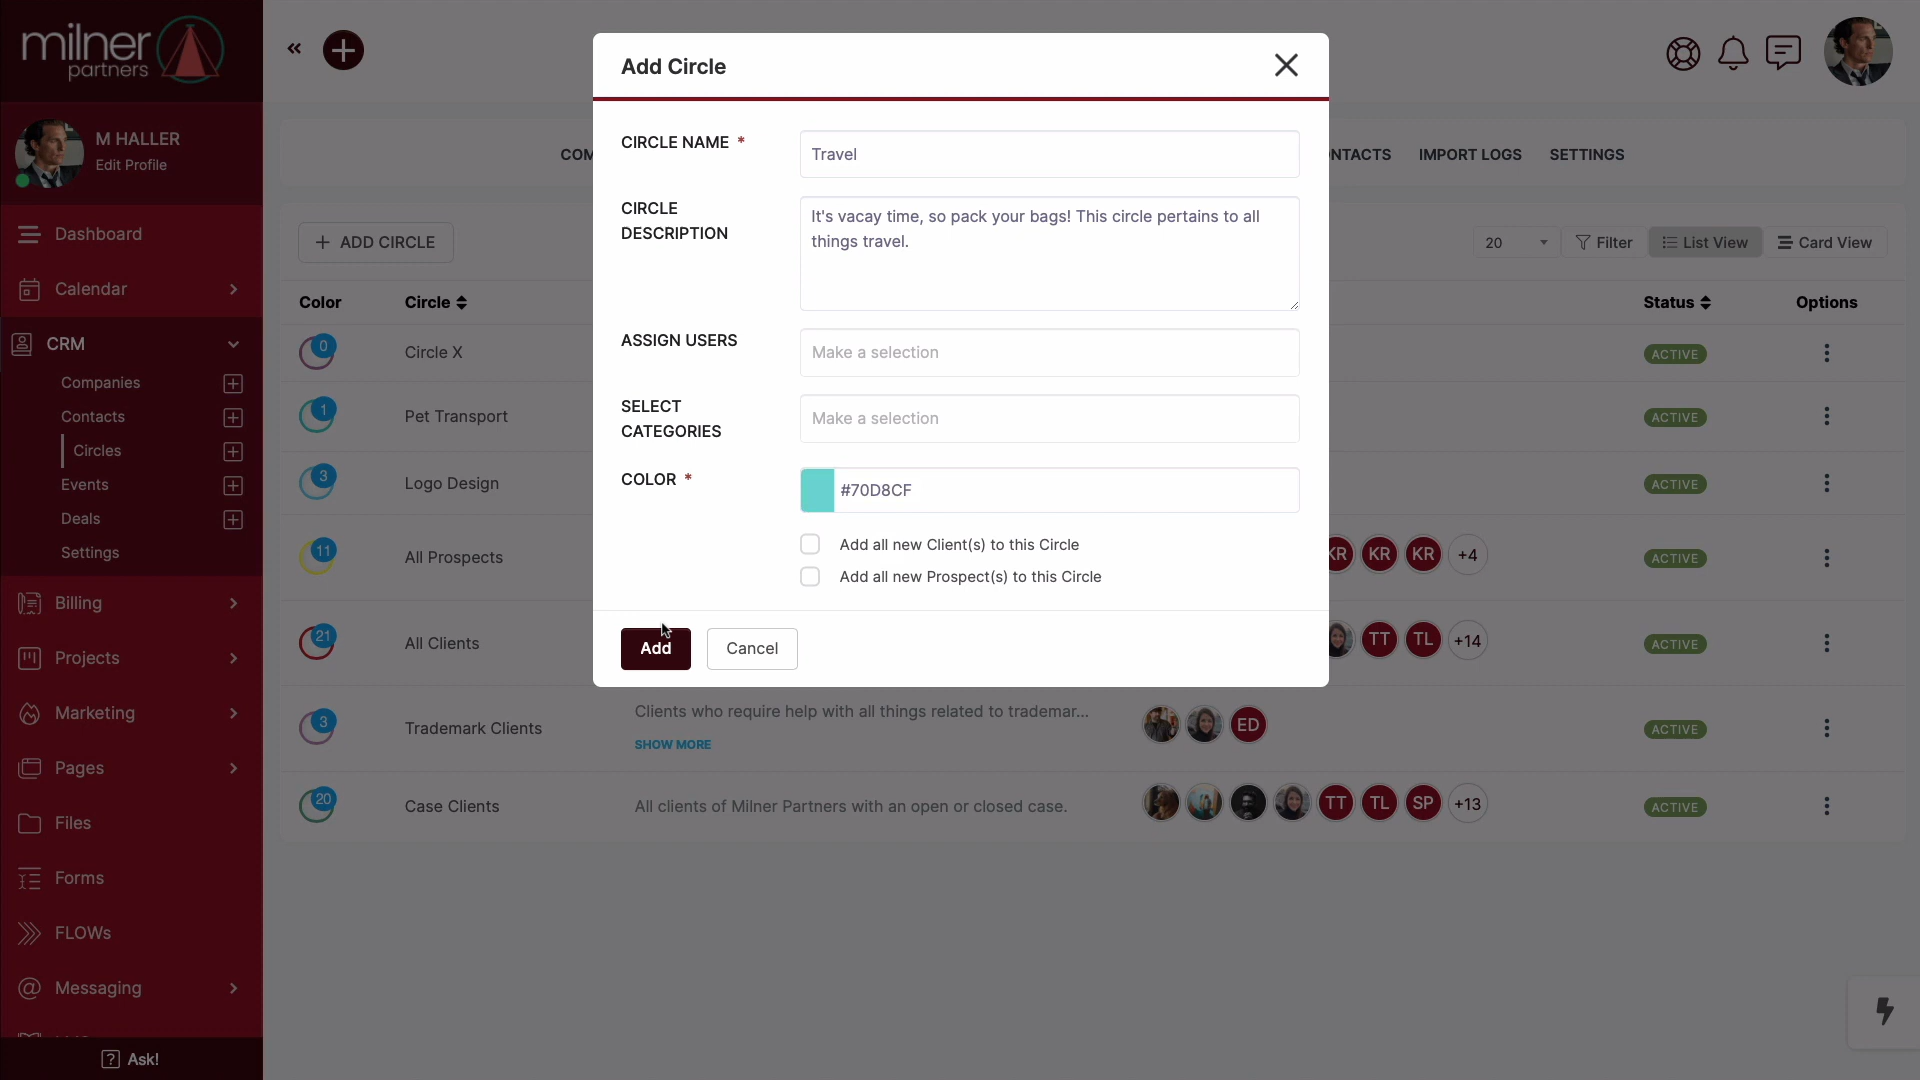 milner
partners
M HALLER
Edit Profile
Dashboard
Calendar
CRM
Companies
Contacts
Circles
Events
Deals
Settings
Billing
Projects
Marketing
Pages
Files
Forms
FLOWs
Messaging
Ask!
COM
NTACTS
IMPORT LOGS
SETTINGS
ADD CIRCLE
20
Filter
List View
Card View
Color
Circle
Status
Options
0
Circle X
ACTIVE
1
Pet Transport
ACTIVE
3
Logo Design
ACTIVE
11
All Prospects
KR
KR
KR
+4
ACTIVE
21
All Clients
TT
TL
+14
ACTIVE
3
Trademark Clients
Clients who require help with all things related to trademar...
SHOW MORE
ED
ACTIVE
20
Case Clients
All clients of Milner Partners with an open or closed case.
TT
TL
SP
+13
ACTIVE
Add Circle
CIRCLE NAME *
Travel
CIRCLE
DESCRIPTION
It's vacay time, so pack your bags! This circle pertains to all
things travel.
ASSIGN USERS
Make a selection
SELECT
CATEGORIES
Make a selection
COLOR *
#70D8CF
Add all new Client(s) to this Circle
Add all new Prospect(s) to this Circle
Add
Cancel